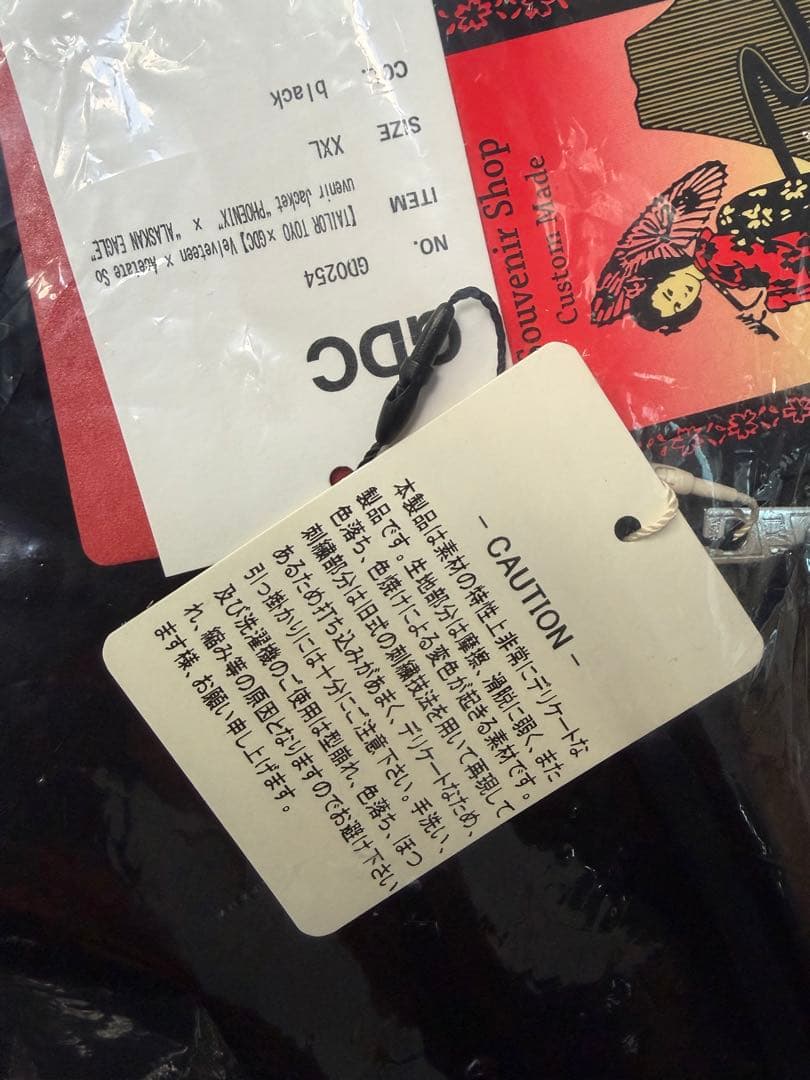 GDC
NO. GD0254
ITEM 【TAILOR TOYO × GDC】Velveteen × Acetate So
uvenir Jacket "PHOENIX" × "ALASKAN EAGLE"
SIZE XXL
COL. black
Souvenir Shop
Custom Made
- CAUTION -
本製品は素材の特性上非常にデリケートな
製品です。生地部分は摩擦、滑脱に弱く、また
色落ち、色焼けによる変色が起きる素材です。
刺繍部分は旧式の刺繍技法を用いて再現して
あるため打ち込みがあまく、デリケートなため、
引っ掛かりには十分にご注意下さい。手洗い、
及び洗濯機のご使用は型崩れ、色落ち、ほつ
れ、縮み等の原因となりますのでお避け下さい
ます様、お願い申し上げます。